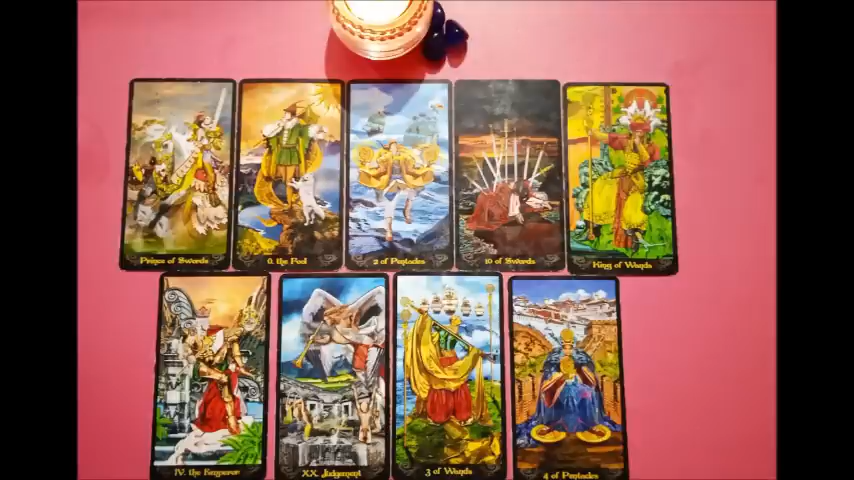 Prince of Swords
0. the Fool
2 of Pentacles
10 of Swords
King of Wands
IV. the Emperor
XX. Judgement
3 of Wands
4 of Pentacles